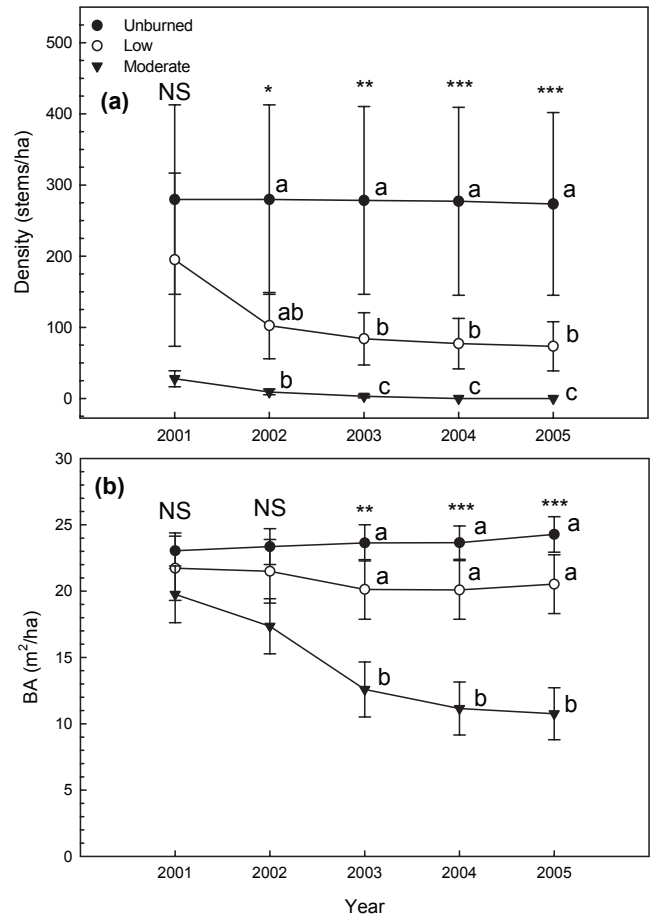 Unburned
Low
Moderate
500
400
300
200
100
0
Density (stems/ha)
(a)
NS
*
**
***
***
a
a
a
a
ab
b
b
b
b
c
c
c
2001
2002
2003
2004
2005
30
25
20
15
10
5
0
BA (m²/ha)
(b)
NS
NS
**
***
***
a
a
a
a
a
a
b
b
b
2001
2002
2003
2004
2005
Year